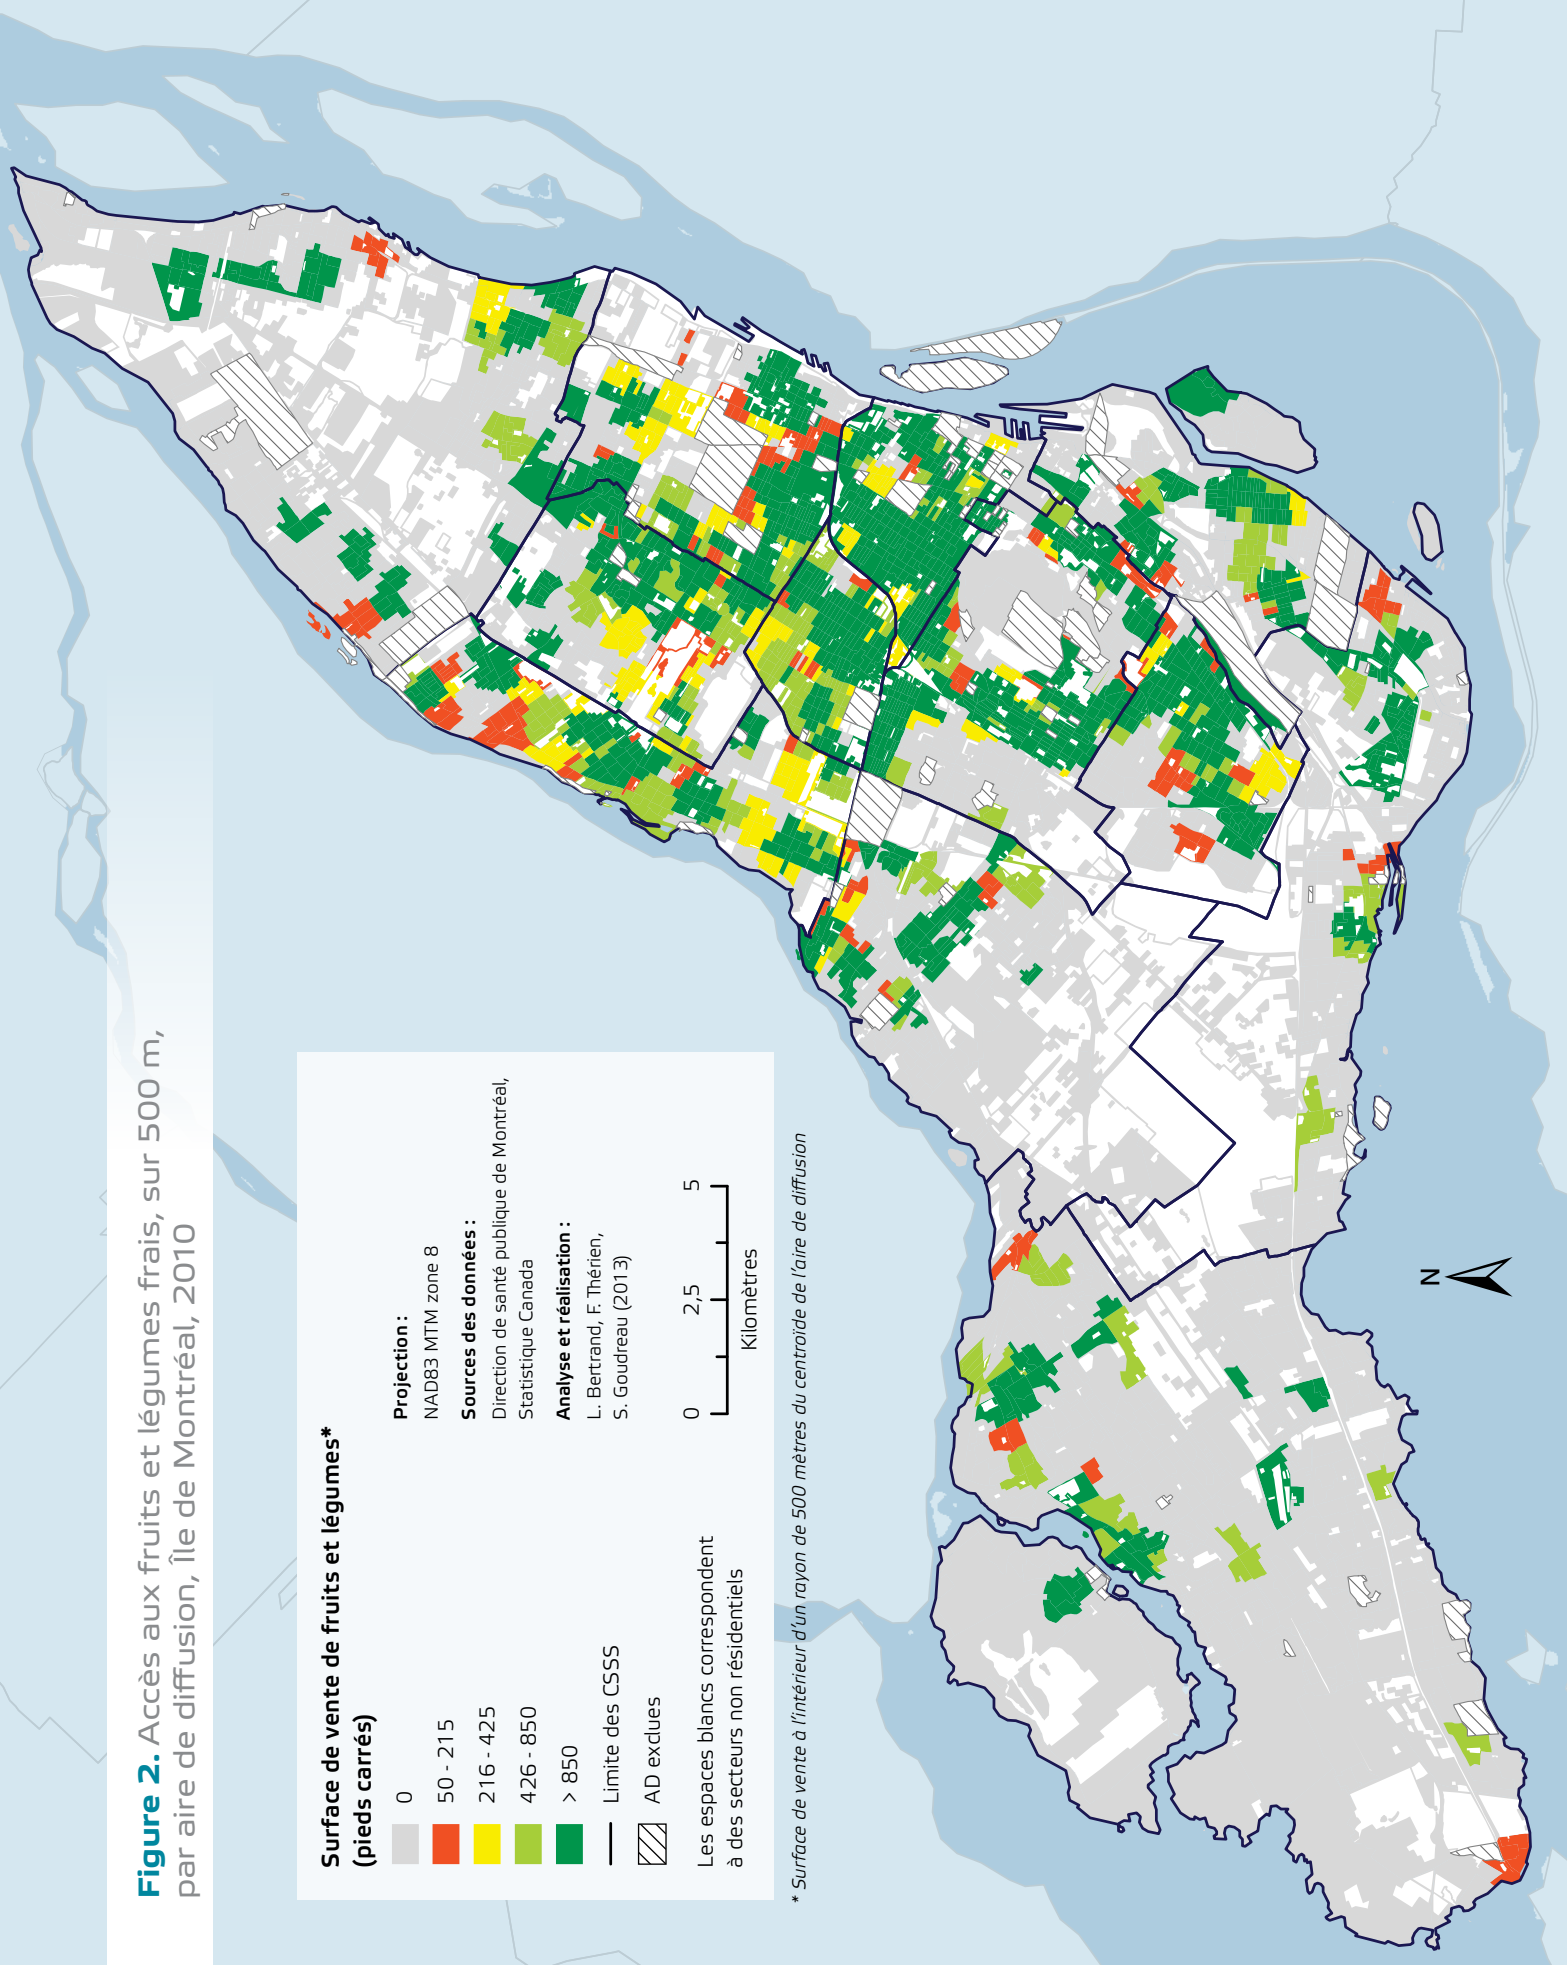 Figure 2. Accès aux fruits et légumes frais, sur 500 m,
par aire de diffusion, Île de Montréal, 2010
Surface de vente de fruits et légumes*
(pieds carrés)
0
50 - 215
216 - 425
426 - 850
> 850
Limite des CSSS
AD exclues
Les espaces blancs correspondent
à des secteurs non résidentiels
Projection :
NAD83 MTM zone 8
Sources des données :
Direction de santé publique de Montréal,
Statistique Canada
Analyse et réalisation :
L. Bertrand, F. Thérien,
S. Goudreau (2013)
0 2,5 5
Kilomètres
* Surface de vente à l'intérieur d'un rayon de 500 mètres du centroïde de l'aire de diffusion
N